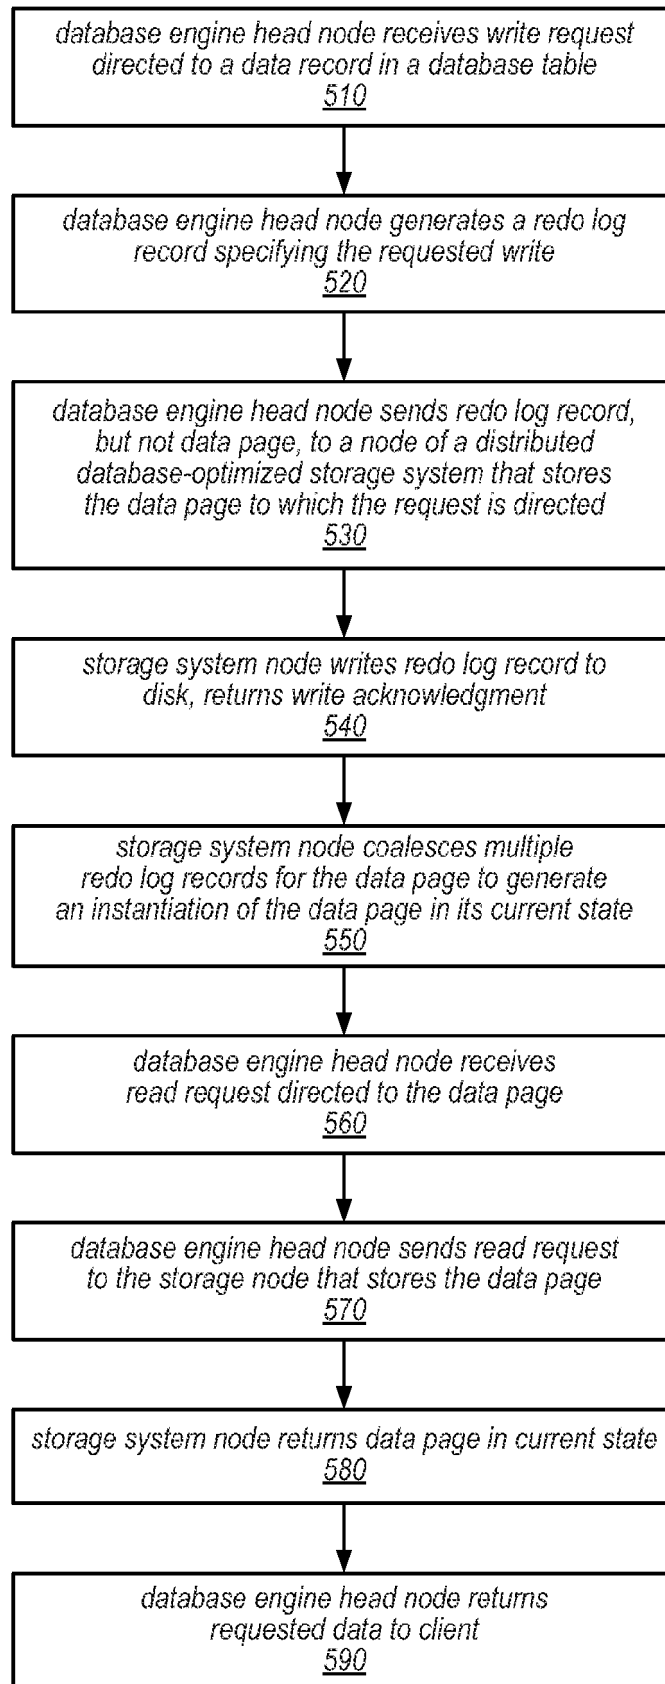 database engine head node receives write request
directed to a data record in a database table
510
database engine head node generates a redo log
record specifying the requested write
520
database engine head node sends redo log record,
but not data page, to a node of a distributed
database-optimized storage system that stores
the data page to which the request is directed
530
storage system node writes redo log record to
disk, returns write acknowledgment
540
storage system node coalesces multiple
redo log records for the data page to generate
an instantiation of the data page in its current state
550
database engine head node receives
read request directed to the data page
560
database engine head node sends read request
to the storage node that stores the data page
570
storage system node returns data page in current state
580
database engine head node returns
requested data to client
590